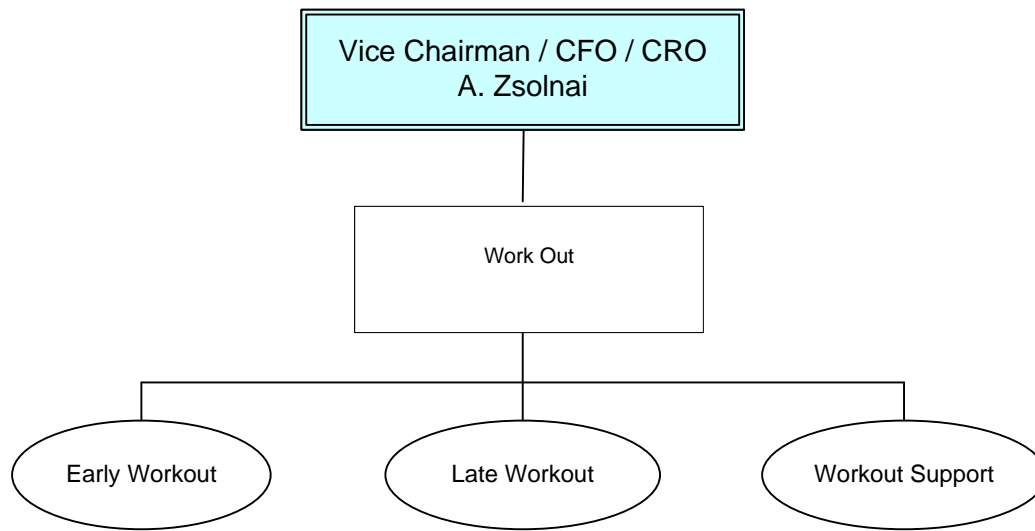 Vice Chairman / CFO / CRO
A. Zsolnai
Work Out
Early Workout
Late Workout
Workout Support